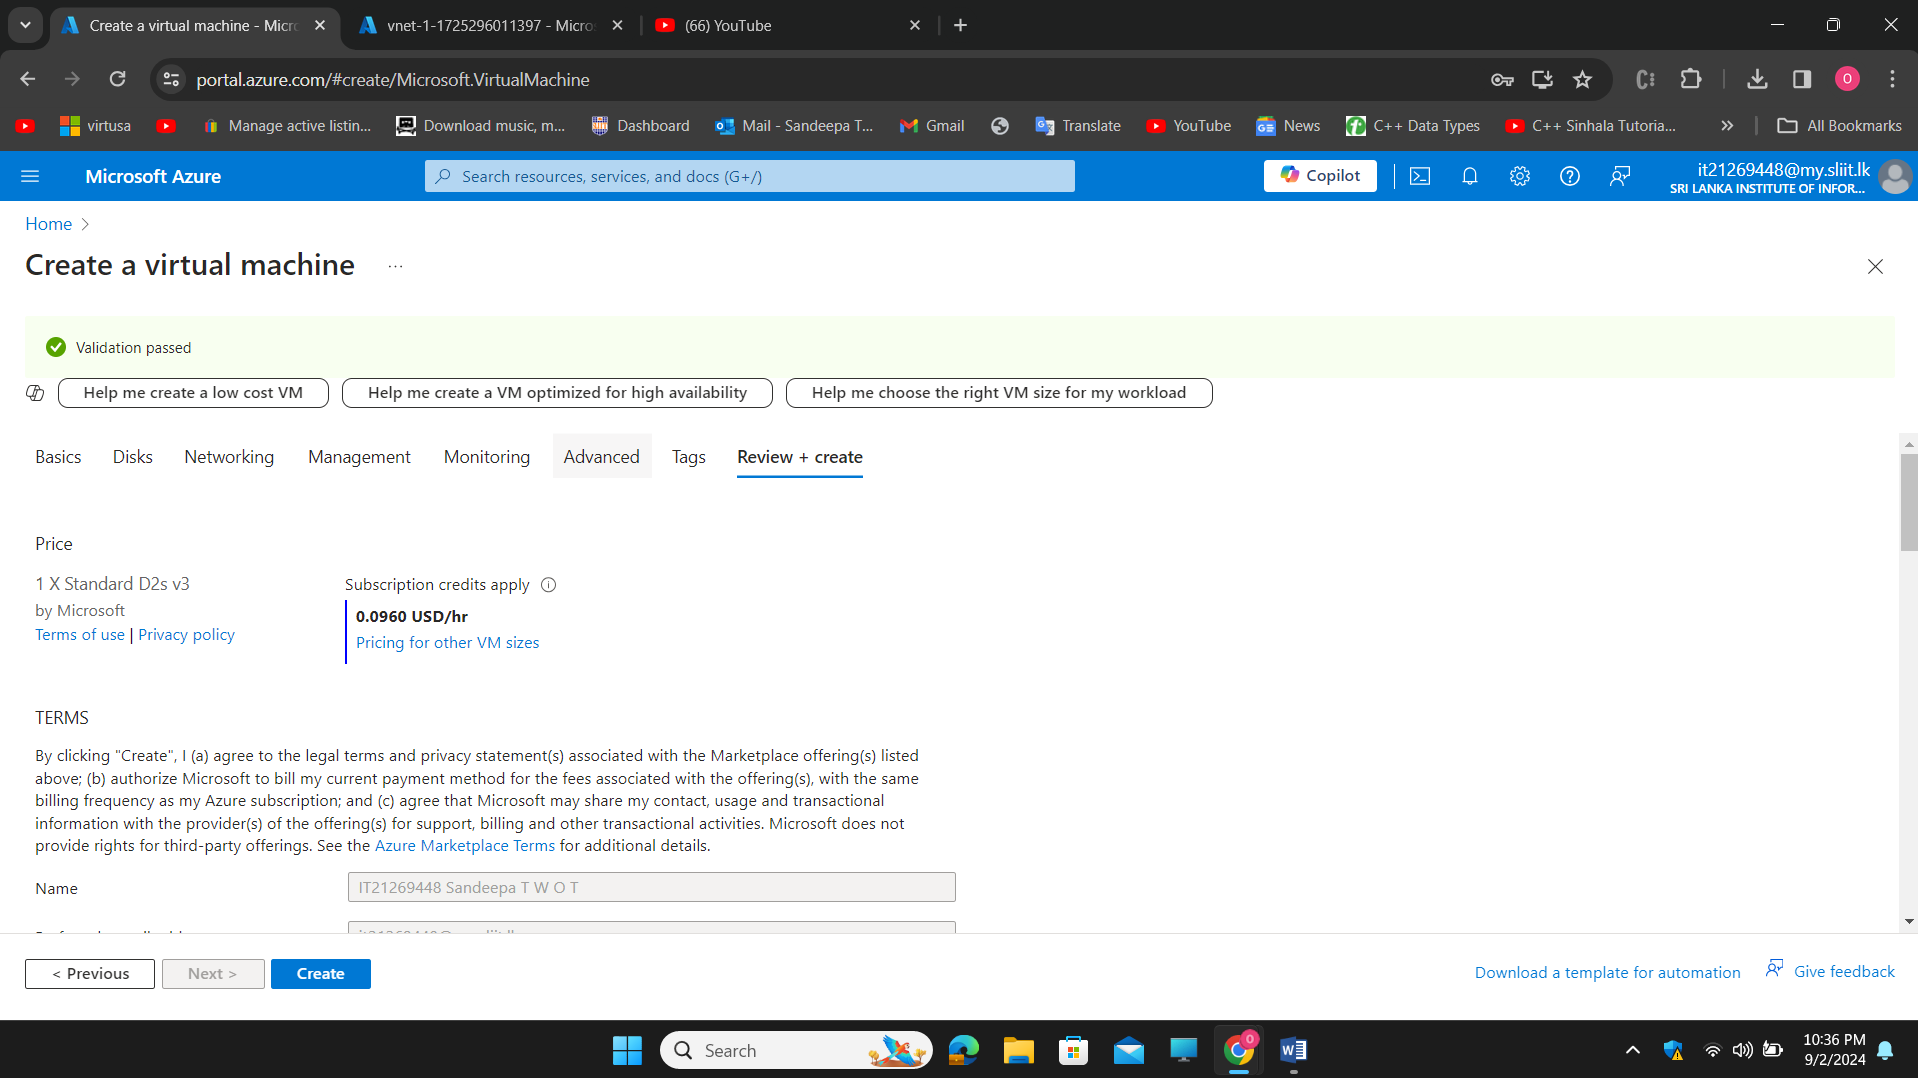 Create a virtual machine - Micr
vnet-1-1725296011397 - Micro
(66) YouTube
portal.azure.com/#create/Microsoft.VirtualMachine
O
virtusa
Manage active listin...
Download music, m...
Dashboard
Mail - Sandeepa T...
Gmail
Translate
YouTube
News
C++ Data Types
C++ Sinhala Tutoria...
All Bookmarks
Microsoft Azure
Search resources, services, and docs (G+/)
Copilot
it21269448@my.sliit.lk
SRI LANKA INSTITUTE OF INFOR...
Home
Create a virtual machine
...
Validation passed
Help me create a low cost VM
Help me create a VM optimized for high availability
Help me choose the right VM size for my workload
Basics
Disks
Networking
Management
Monitoring
Advanced
Tags
Review + create
Price
1 X Standard D2s v3
by Microsoft
Terms of use | Privacy policy
Subscription credits apply
0.0960 USD/hr
Pricing for other VM sizes
TERMS
By clicking "Create", I (a) agree to the legal terms and privacy statement(s) associated with the Marketplace offering(s) listed
above; (b) authorize Microsoft to bill my current payment method for the fees associated with the offering(s), with the same
billing frequency as my Azure subscription; and (c) agree that Microsoft may share my contact, usage and transactional
information with the provider(s) of the offering(s) for support, billing and other transactional activities. Microsoft does not
provide rights for third-party offerings. See the Azure Marketplace Terms for additional details.
Name
IT21269448 Sandeepa T W O T
< Previous
Next >
Create
Download a template for automation
Give feedback
Search
10:36 PM
9/2/2024